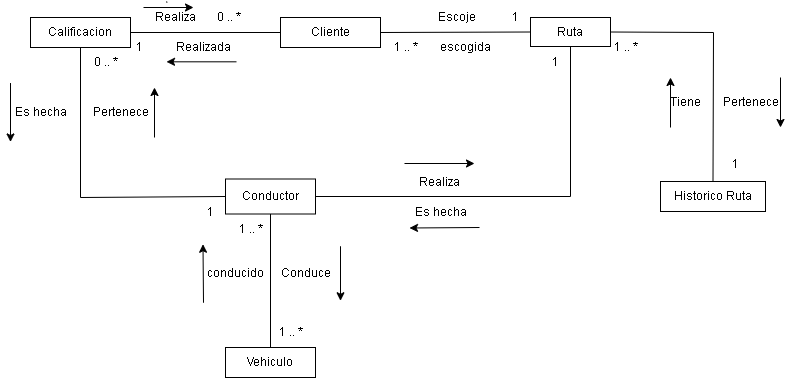 Realiza 0..* Escoje 1
Calificacion Cliente Ruta
1 Realizada 1..* escogida 1..*
0..* 1
Es hecha Pertenece Tiene Pertenece
1
Realiza
Conductor Historico Ruta
1 Es hecha
1..*
conducido Conduce
1..*
Vehiculo